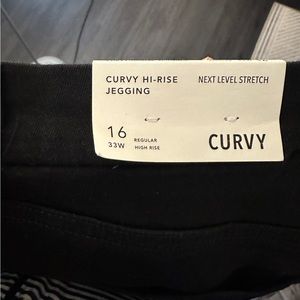 CURVY HI-RISE NEXT LEVEL STRETCH
JEGGING
16 REGULAR CURVY
33W HIGH RISE